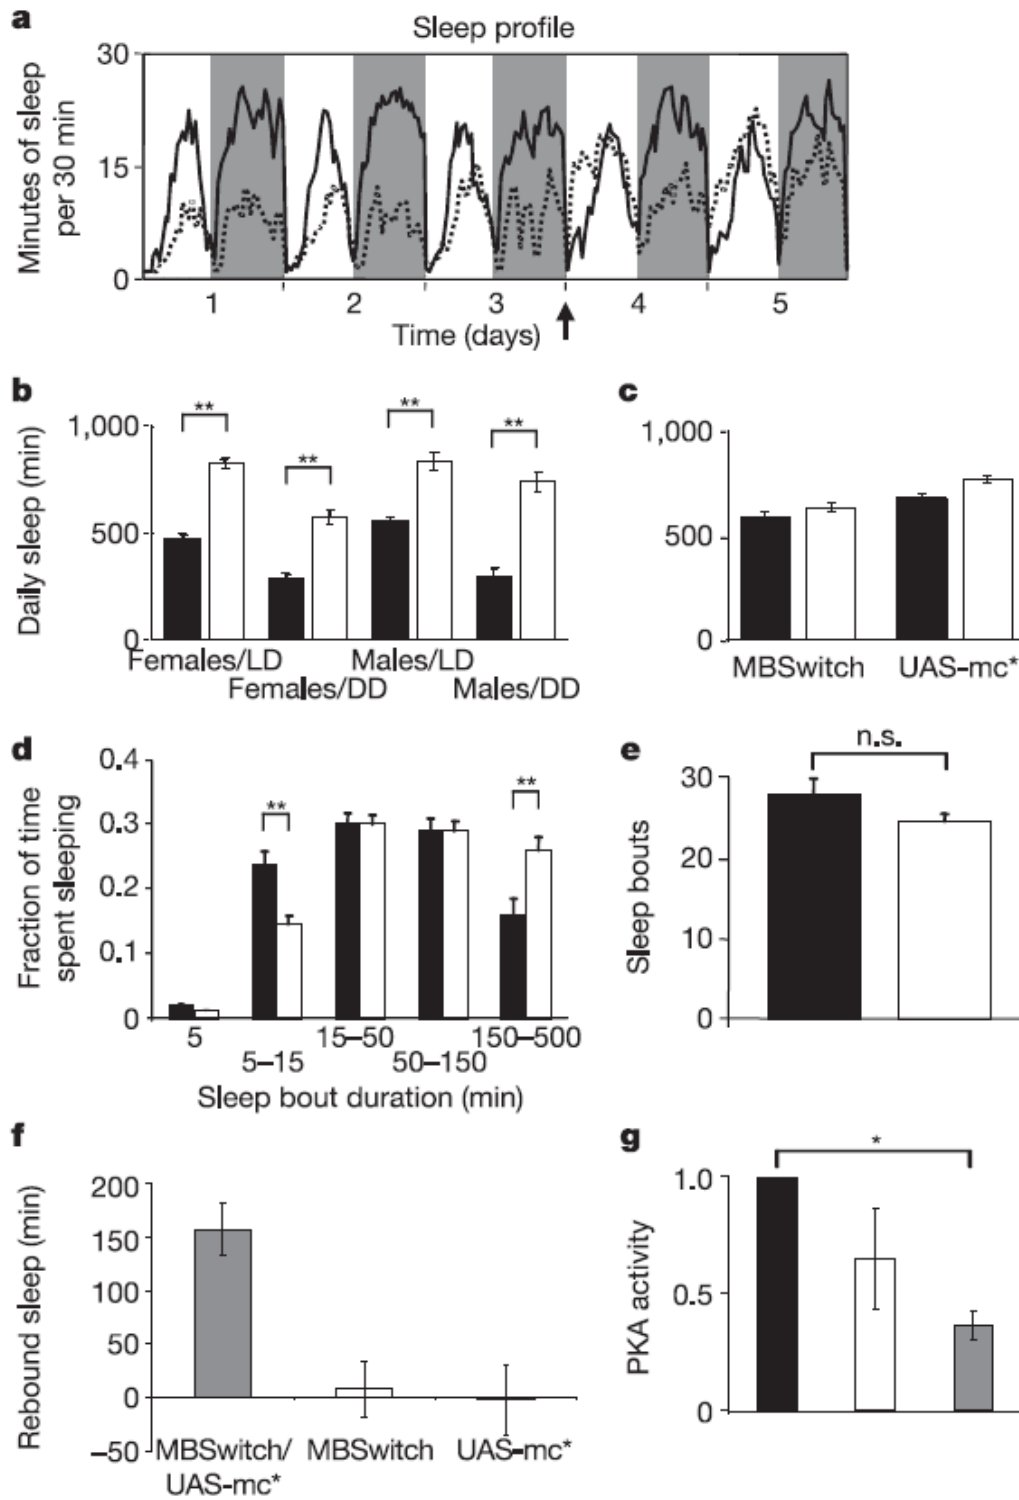 a
Sleep profile
Minutes of sleep
per 30 min
30
15
0
1 2 3 4 5
Time (days)
b
Daily sleep (min)
1,000
500
0
** ** ** **
Females/LD Males/LD
Females/DD Males/DD
c
1,000
500
0
MBSwitch UAS-mc*
d
Fraction of time
spent sleeping
0.4
0.3
0.2
0.1
0
** **
5 15–50 150–500
5–15 50–150
Sleep bout duration (min)
e
n.s.
Sleep bouts
30
20
10
0
f
Rebound sleep (min)
200
150
100
50
0
–50
MBSwitch/ MBSwitch UAS-mc*
UAS-mc*
g
*
PKA activity
1.0
0.5
0